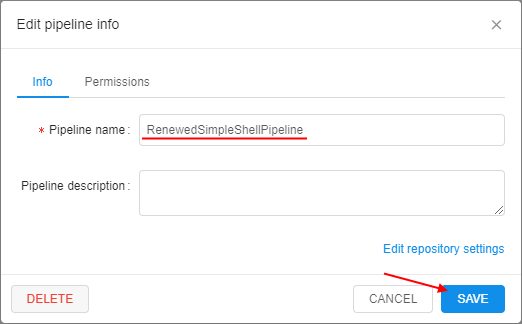 Edit pipeline info
Info Permissions
* Pipeline name : RenewedSimpleShellPipeline
Pipeline description :
Edit repository settings
DELETE CANCEL SAVE